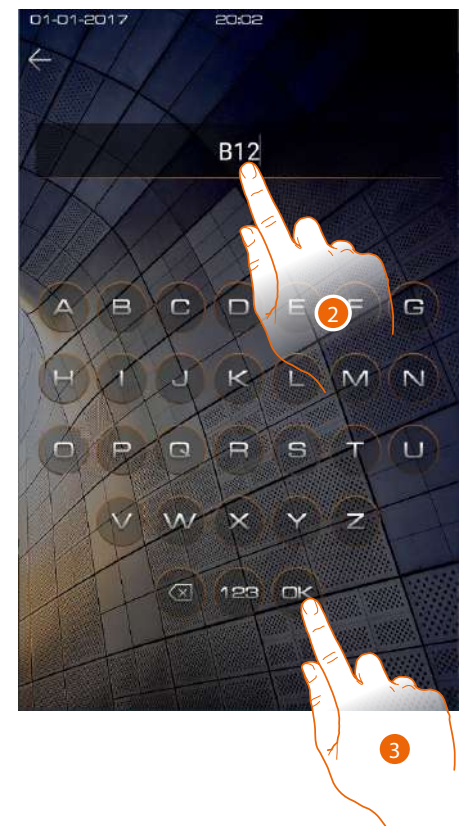 01-01-2017 20:02
B12
A B C D E F G
2
H I J K L M N
O P Q R S T U
V W X Y Z
123 OK
3